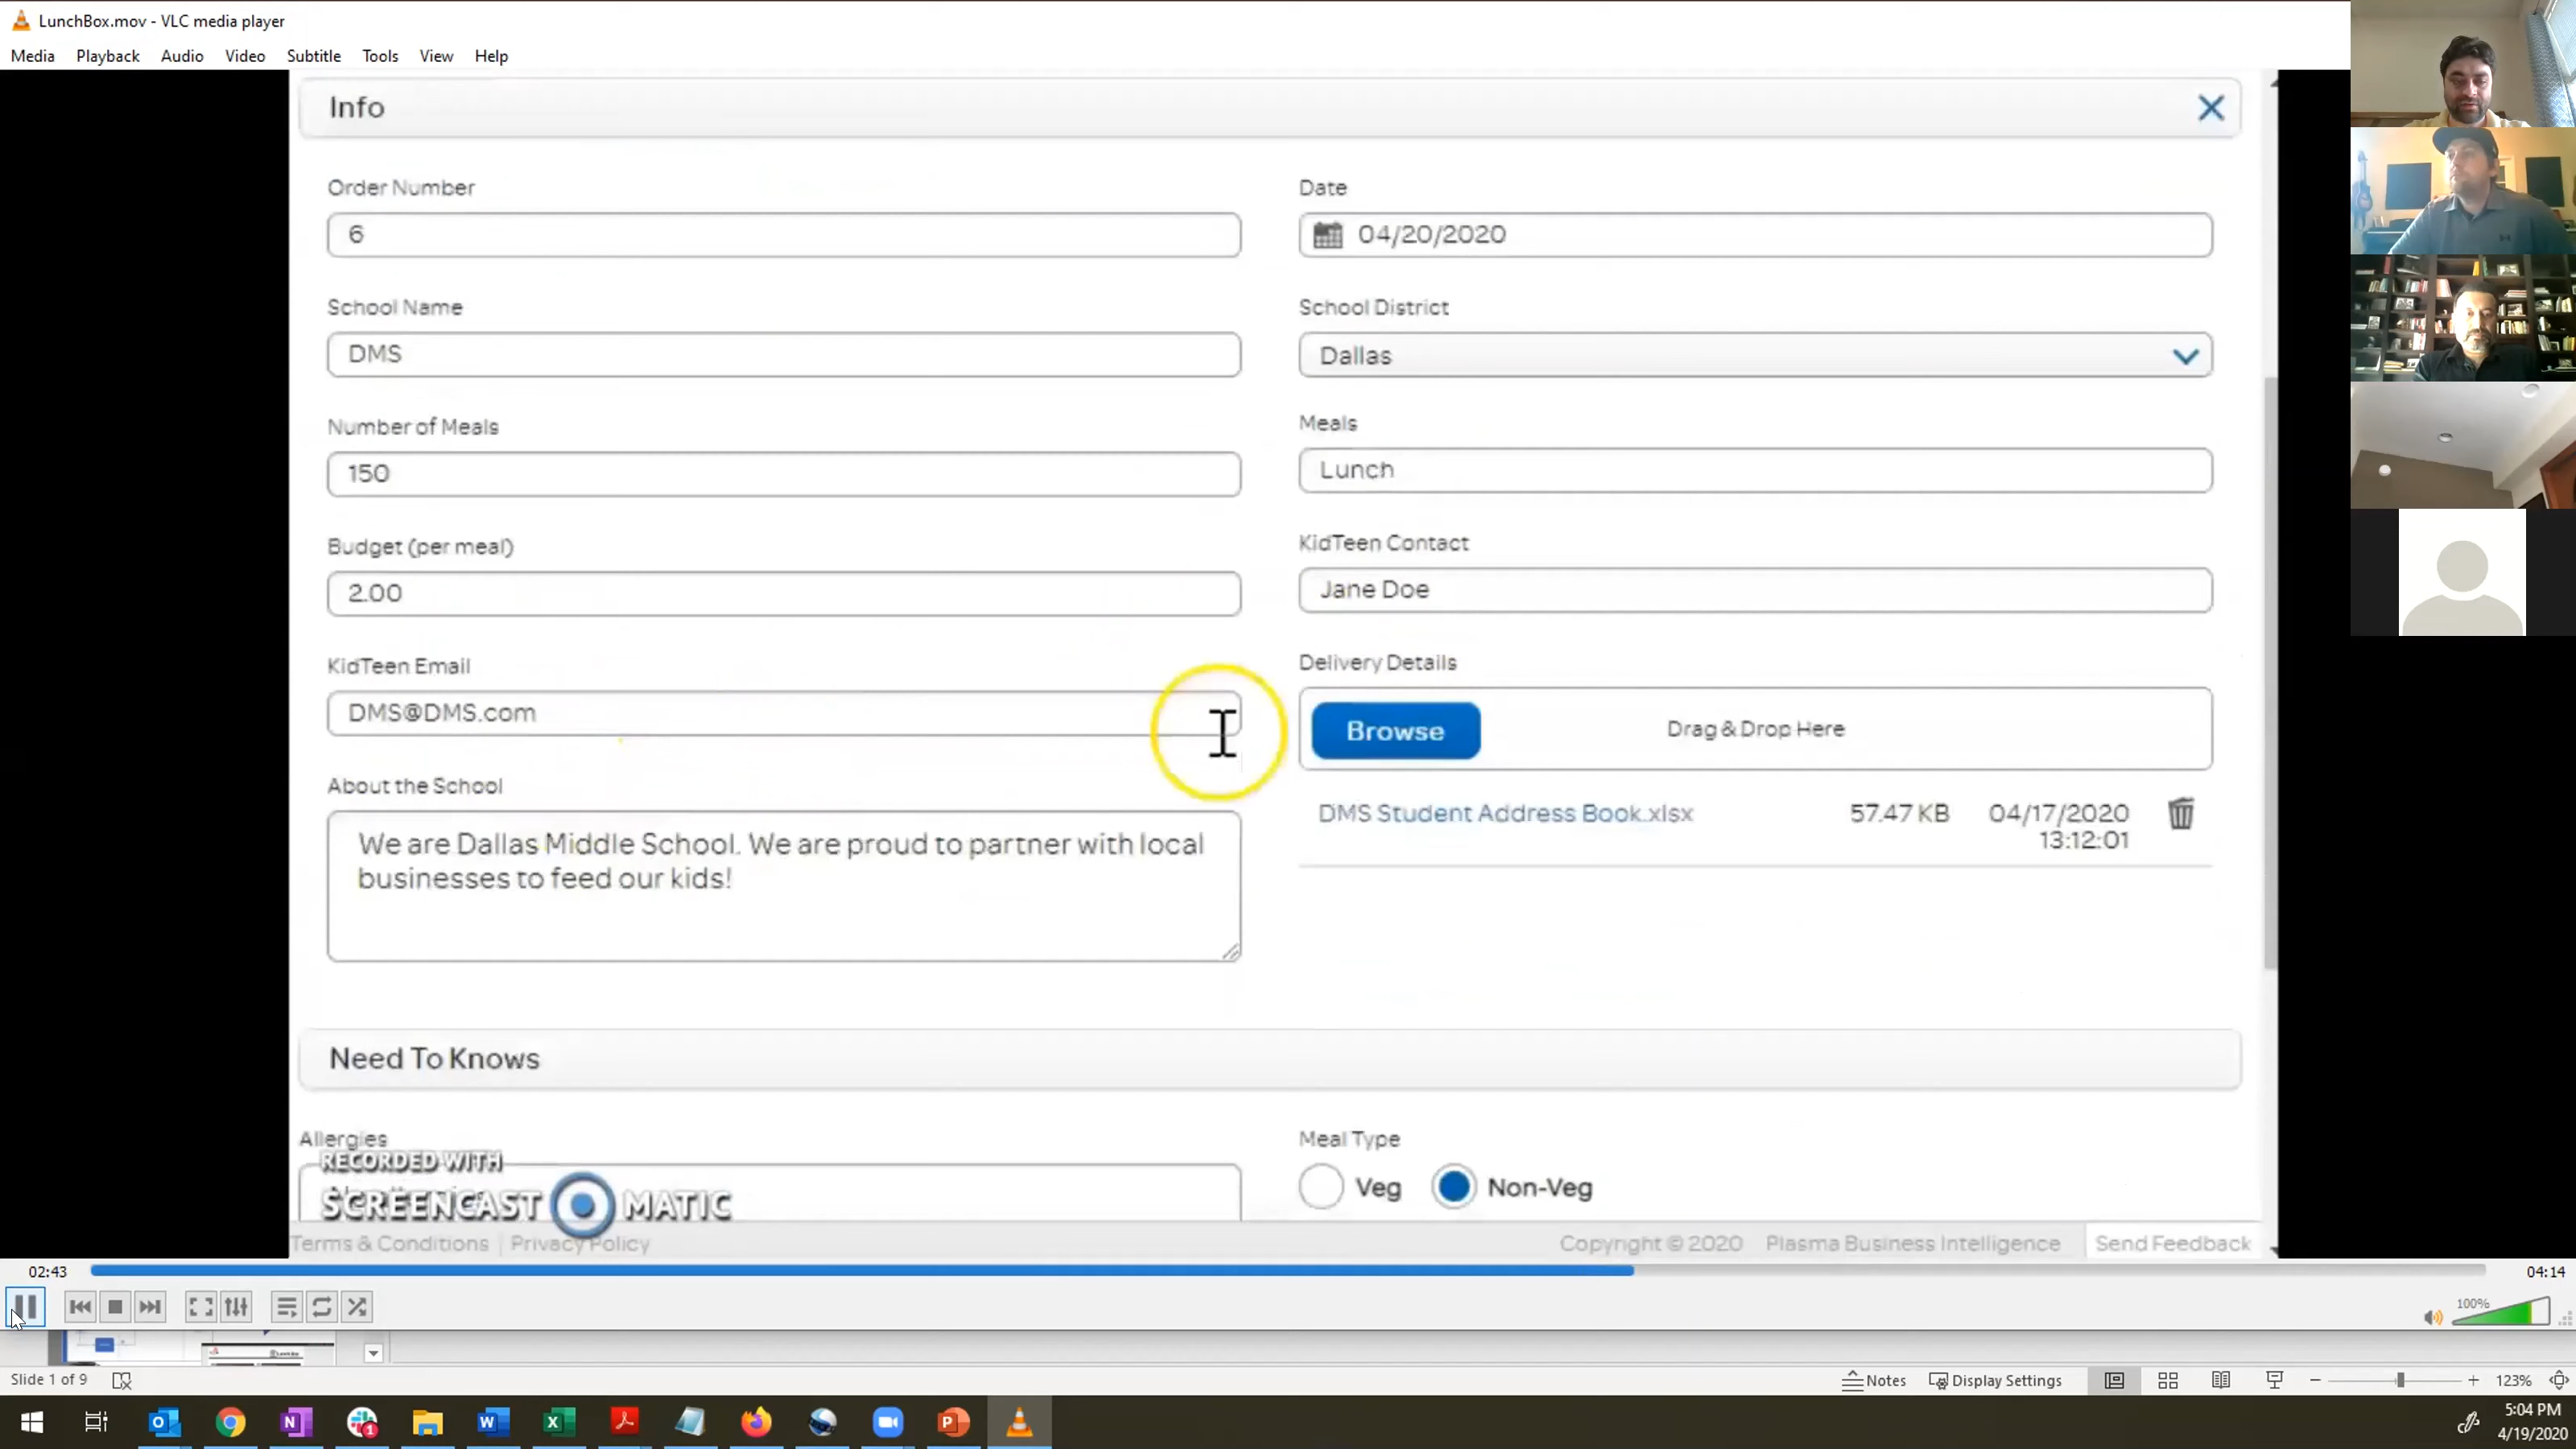 LunchBox.mov - VLC media player
Media Playback Audio Video Subtitle Tools View Help
Info
Order Number
6
Date
04/20/2020
School Name
DMS
School District
Dallas
Number of Meals
150
Meals
Lunch
Budget (per meal)
2.00
KidTeen Contact
Jane Doe
KidTeen Email
DMS@DMS.com
Delivery Details
Browse
Drag & Drop Here
DMS Student Address Book.xlsx 57.47 KB 04/17/2020
13:12:01
About the School
We are Dallas Middle School. We are proud to partner with local
businesses to feed our kids!
Need To Knows
Allergies
Meal Type
Veg Non-Veg
RECORDED WITH
SCREENCAST MATIC
Terms & Conditions | Privacy Policy
Copyright © 2020 Plasma Business Intelligence Send Feedback
02:43
04:14
100%
Slide 1 of 9
Notes Display Settings 123%
5:04 PM
4/19/2020